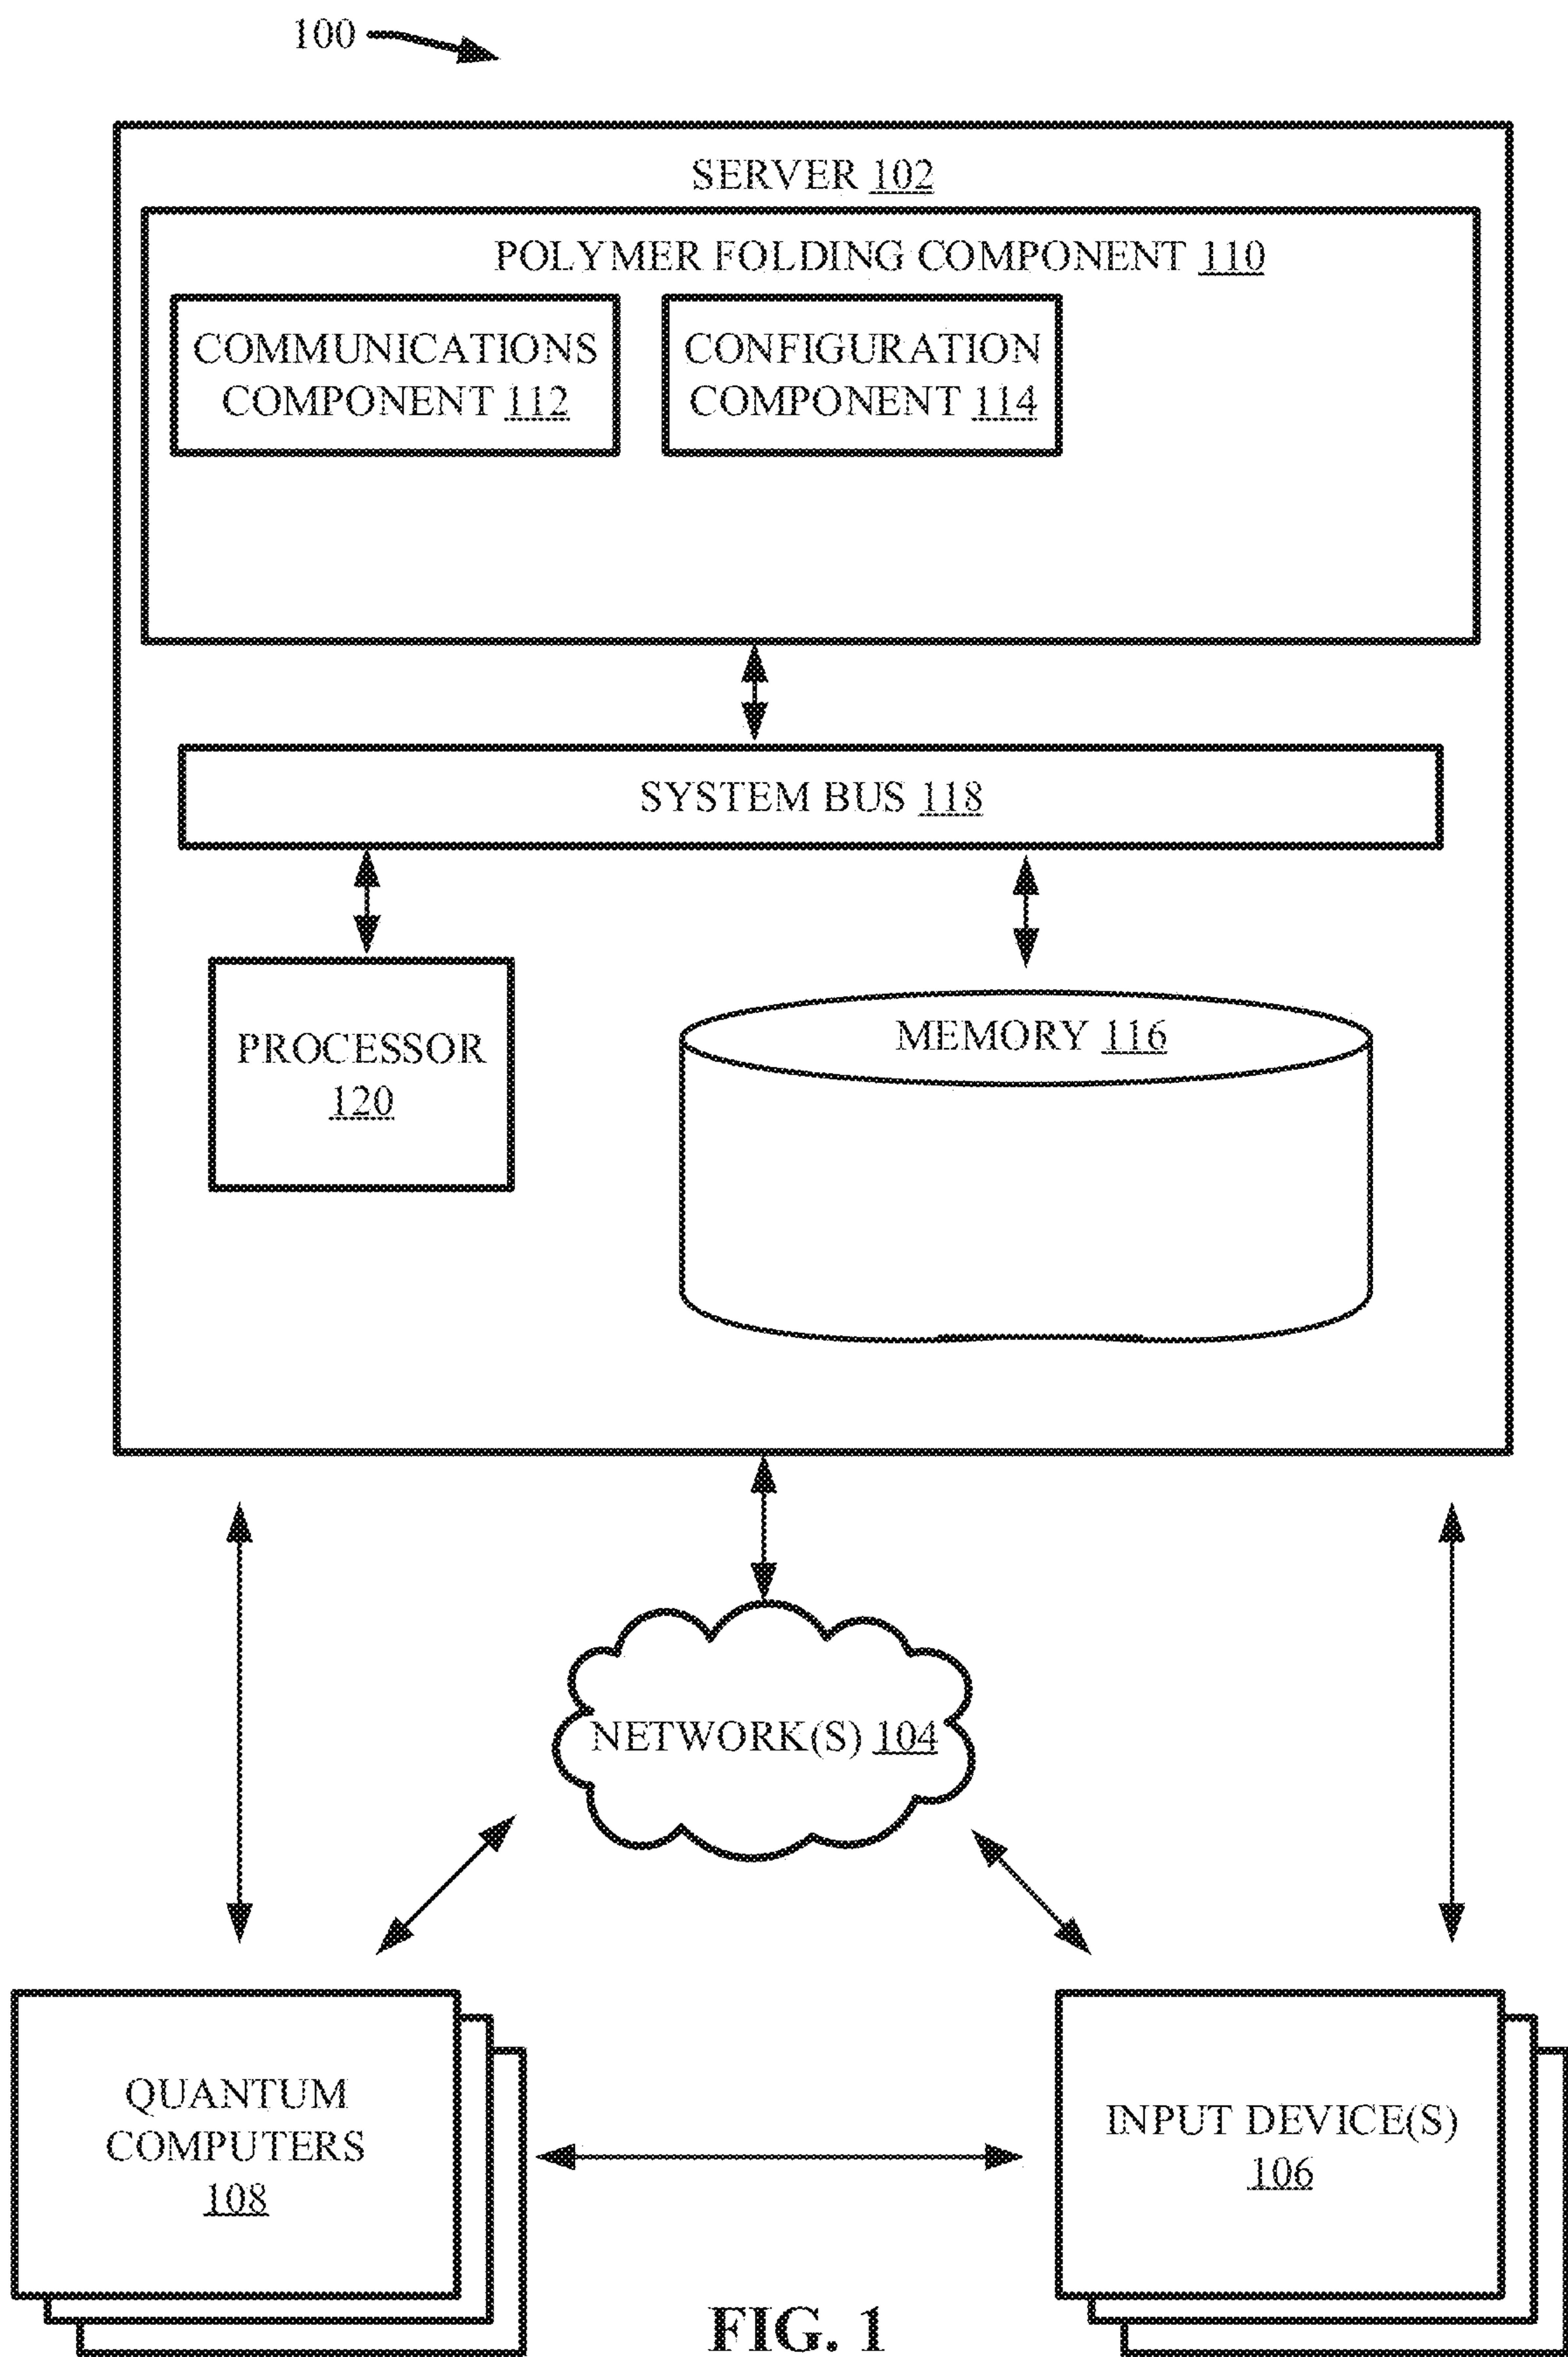 100
SERVER 102
POLYMER FOLDING COMPONENT 110
COMMUNICATIONS
COMPONENT 112
CONFIGURATION
COMPONENT 114
SYSTEM BUS 118
PROCESSOR
120
MEMORY 116
NETWORK(S) 104
QUANTUM
COMPUTERS
108
INPUT DEVICE(S)
106
FIG. 1